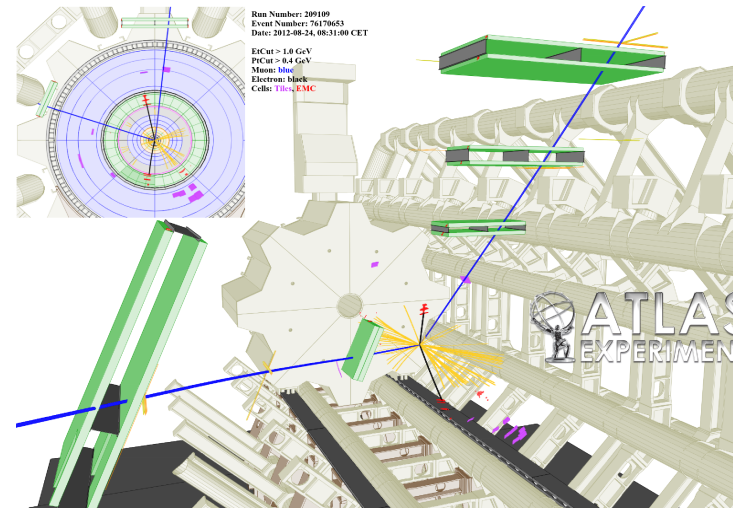 Run Number: 209109
Event Number: 76170653
Date: 2012-08-24, 08:31:00 CET
EtCut > 1.0 GeV
PtCut > 0.4 GeV
Muon: blue
Electron: black
Cells: Tiles, EMC
ATLAS
EXPERIMENT